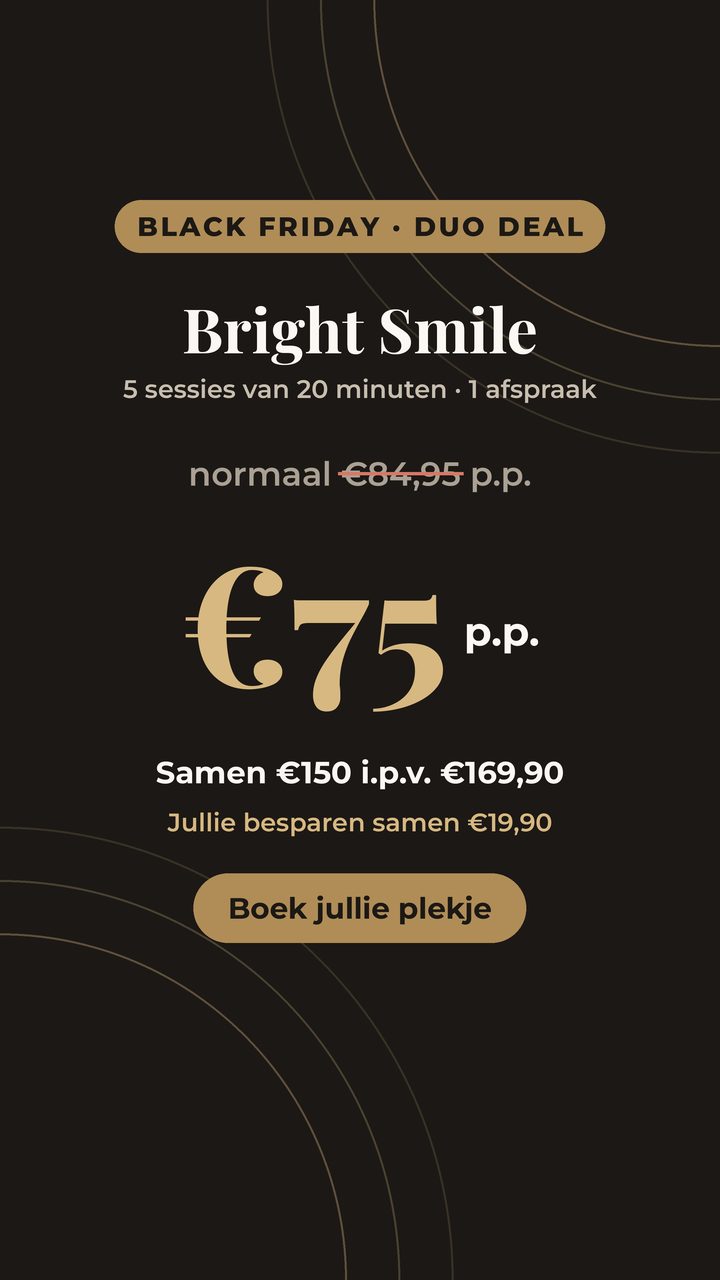 BLACK FRIDAY · DUO DEAL
Bright Smile
5 sessies van 20 minuten · 1 afspraak
normaal €84,95 p.p.
€75 p.p.
Samen €150 i.p.v. €169,90
Jullie besparen samen €19,90
Boek jullie plekje